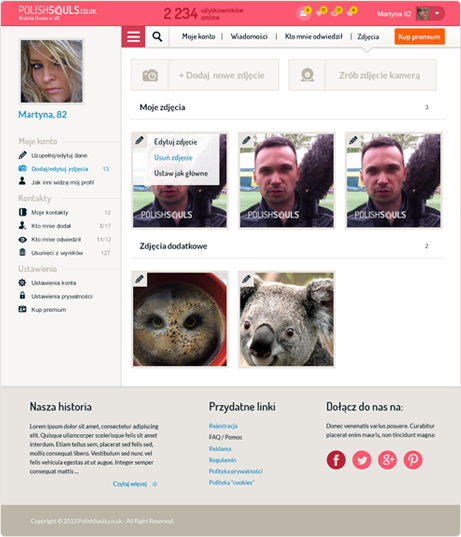 POLISHSOULS.CO.UK
Bratnie Dusze w UK
2 234 użytkowników online
Martyna 82
Moje konto | Wiadomości | Kto mnie odwiedził | Zdjęcia
Kup premium
+ Dodaj nowe zdjęcie
Zrób zdjęcie kamerą
Martyna, 82
Moje konto
Uzupełnij/edytuj dane
Dodaj/edytuj zdjęcia 13
Jak inni widzą mój profil
Kontakty
Moje kontakty 12
Kto mnie dodał 3/17
Kto mnie odwiedził 11/12
Usunięci z wyników 127
Ustawienia
Ustawienia konta
Ustawienia prywatności
Kup premium
Moje zdjęcia 3
Edytuj zdjęcie
Usuń zdjęcie
Ustaw jak główne
POLISHSOULS
POLISHSOULS
POLISHSOULS
Zdjęcia dodatkowe 2
Nasza historia
Lorem ipsum dolor sit amet, consectetur adipiscing
elit. Quisque ullamcorper scelerisque felis sit amet
interdum. Etiam tellus sem, placerat sed felis sed,
mollis consequat libero. Vestibulum sed nunc vel
felis vehicula egestas at ut augue. Integer semper
consequat mattis ...
Czytaj więcej
Przydatne linki
Rejestracja
FAQ / Pomoc
Reklama
Regulamin
Polityka prywatności
Polityka "cookies"
Dołącz do nas na:
Donec venenatis varius posuere. Curabitur
placerat enim mauris, non tincidunt magna:
Copyright © 2013 PolishSouls.co.uk - All Right Reserved.